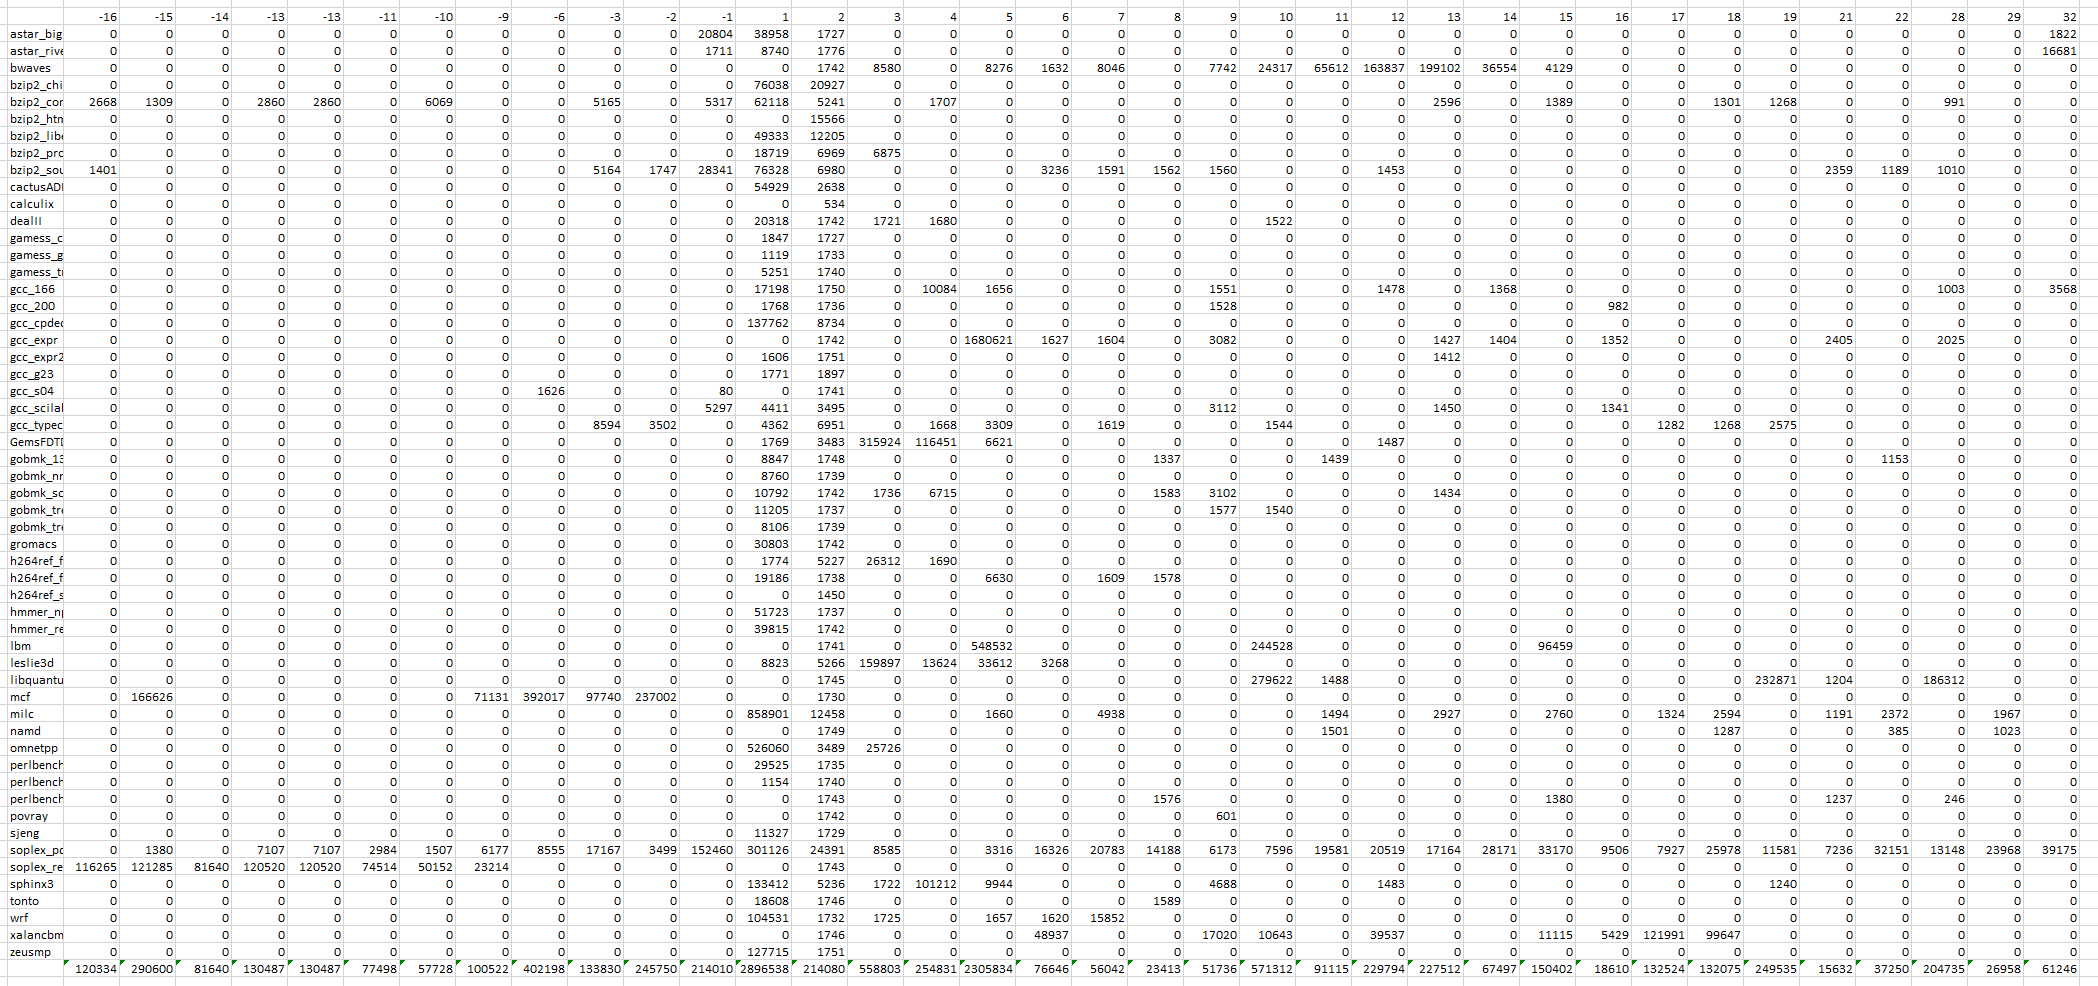 -16 -15 -14 -13 -13 -11 -10 -9 -6 -3 -2 -1 1 2 3 4 5 6 7 8 9 10 11 12 13 14 15 16 17 18 19 21 22 28 29 32
astar_big 0 0 0 0 0 0 0 0 0 0 0 20804 38958 1727 0 0 0 0 0 0 0 0 0 0 0 0 0 0 0 0 0 0 0 0 0 1822
astar_rive 0 0 0 0 0 0 0 0 0 0 0 1711 8740 1776 0 0 0 0 0 0 0 0 0 0 0 0 0 0 0 0 0 0 0 0 0 16681
bwaves 0 0 0 0 0 0 0 0 0 0 0 0 0 1742 8580 0 8276 1632 8046 0 7742 24317 65612 163837 199102 36554 4129 0 0 0 0 0 0 0 0 0
bzip2_chi 0 0 0 0 0 0 0 0 0 0 0 0 76038 20927 0 0 0 0 0 0 0 0 0 0 0 0 0 0 0 0 0 0 0 0 0 0
bzip2_cor 2668 1309 0 2860 2860 0 6069 0 0 5165 0 5317 62118 5241 0 1707 0 0 0 0 0 0 0 0 2596 0 1389 0 0 1301 1268 0 0 991 0 0
bzip2_htn 0 0 0 0 0 0 0 0 0 0 0 0 0 15566 0 0 0 0 0 0 0 0 0 0 0 0 0 0 0 0 0 0 0 0 0 0
bzip2_libe 0 0 0 0 0 0 0 0 0 0 0 0 49333 12205 0 0 0 0 0 0 0 0 0 0 0 0 0 0 0 0 0 0 0 0 0 0
bzip2_prc 0 0 0 0 0 0 0 0 0 0 0 0 18719 6969 6875 0 0 0 0 0 0 0 0 0 0 0 0 0 0 0 0 0 0 0 0 0
bzip2_sou 1401 0 0 0 0 0 0 0 0 5164 1747 28341 76328 6980 0 0 0 3236 1591 1562 1560 0 0 1453 0 0 0 0 0 0 0 2359 1189 1010 0 0
cactusADI 0 0 0 0 0 0 0 0 0 0 0 0 54929 2638 0 0 0 0 0 0 0 0 0 0 0 0 0 0 0 0 0 0 0 0 0 0
calculix 0 0 0 0 0 0 0 0 0 0 0 0 0 534 0 0 0 0 0 0 0 0 0 0 0 0 0 0 0 0 0 0 0 0 0 0
dealII 0 0 0 0 0 0 0 0 0 0 0 0 20318 1742 1721 1680 0 0 0 0 0 1522 0 0 0 0 0 0 0 0 0 0 0 0 0 0
gamess_c 0 0 0 0 0 0 0 0 0 0 0 0 1847 1727 0 0 0 0 0 0 0 0 0 0 0 0 0 0 0 0 0 0 0 0 0 0
gamess_g 0 0 0 0 0 0 0 0 0 0 0 0 1119 1733 0 0 0 0 0 0 0 0 0 0 0 0 0 0 0 0 0 0 0 0 0 0
gamess_ti 0 0 0 0 0 0 0 0 0 0 0 0 5251 1740 0 0 0 0 0 0 0 0 0 0 0 0 0 0 0 0 0 0 0 0 0 0
gcc_166 0 0 0 0 0 0 0 0 0 0 0 0 17198 1750 0 10084 1656 0 0 0 1551 0 0 1478 0 1368 0 0 0 0 0 0 0 1003 0 3568
gcc_200 0 0 0 0 0 0 0 0 0 0 0 0 1768 1736 0 0 0 0 0 0 1528 0 0 0 0 0 0 982 0 0 0 0 0 0 0 0
gcc_cpdec 0 0 0 0 0 0 0 0 0 0 0 0 137762 8734 0 0 0 0 0 0 0 0 0 0 0 0 0 0 0 0 0 0 0 0 0 0
gcc_expr 0 0 0 0 0 0 0 0 0 0 0 0 0 1742 0 0 1680621 1627 1604 0 3082 0 0 0 1427 1404 0 1352 0 0 0 2405 0 2025 0 0
gcc_expr2 0 0 0 0 0 0 0 0 0 0 0 0 1606 1751 0 0 0 0 0 0 0 0 0 0 1412 0 0 0 0 0 0 0 0 0 0 0
gcc_g23 0 0 0 0 0 0 0 0 0 0 0 0 1771 1897 0 0 0 0 0 0 0 0 0 0 0 0 0 0 0 0 0 0 0 0 0 0
gcc_s04 0 0 0 0 0 0 0 0 1626 0 0 80 0 1741 0 0 0 0 0 0 0 0 0 0 0 0 0 0 0 0 0 0 0 0 0 0
gcc_scilal 0 0 0 0 0 0 0 0 0 0 0 5297 4411 3495 0 0 0 0 0 0 3112 0 0 0 1450 0 0 1341 0 0 0 0 0 0 0 0
gcc_typec 0 0 0 0 0 0 0 0 0 8594 3502 0 4362 6951 0 1668 3309 0 1619 0 0 1544 0 0 0 0 0 0 1282 1268 2575 0 0 0 0 0
GemsFDTD 0 0 0 0 0 0 0 0 0 0 0 0 1769 3483 315924 116451 6621 0 0 0 0 0 0 1487 0 0 0 0 0 0 0 0 0 0 0 0
gobmk_13 0 0 0 0 0 0 0 0 0 0 0 0 8847 1748 0 0 0 0 0 1337 0 0 1439 0 0 0 0 0 0 0 0 0 1153 0 0 0
gobmk_nr 0 0 0 0 0 0 0 0 0 0 0 0 8760 1739 0 0 0 0 0 0 0 0 0 0 0 0 0 0 0 0 0 0 0 0 0 0
gobmk_sc 0 0 0 0 0 0 0 0 0 0 0 0 10792 1742 1736 6715 0 0 0 1583 3102 0 0 0 1434 0 0 0 0 0 0 0 0 0 0 0
gobmk_tre 0 0 0 0 0 0 0 0 0 0 0 0 11205 1737 0 0 0 0 0 0 1577 1540 0 0 0 0 0 0 0 0 0 0 0 0 0 0
gobmk_tre 0 0 0 0 0 0 0 0 0 0 0 0 8106 1739 0 0 0 0 0 0 0 0 0 0 0 0 0 0 0 0 0 0 0 0 0 0
gromacs 0 0 0 0 0 0 0 0 0 0 0 0 30803 1742 0 0 0 0 0 0 0 0 0 0 0 0 0 0 0 0 0 0 0 0 0 0
h264ref_f 0 0 0 0 0 0 0 0 0 0 0 0 1774 5227 26312 1690 0 0 0 0 0 0 0 0 0 0 0 0 0 0 0 0 0 0 0 0
h264ref_f 0 0 0 0 0 0 0 0 0 0 0 0 19186 1738 0 0 6630 0 1609 1578 0 0 0 0 0 0 0 0 0 0 0 0 0 0 0 0
h264ref_s 0 0 0 0 0 0 0 0 0 0 0 0 0 1450 0 0 0 0 0 0 0 0 0 0 0 0 0 0 0 0 0 0 0 0 0 0
hmmer_np 0 0 0 0 0 0 0 0 0 0 0 0 51723 1737 0 0 0 0 0 0 0 0 0 0 0 0 0 0 0 0 0 0 0 0 0 0
hmmer_re 0 0 0 0 0 0 0 0 0 0 0 0 39815 1742 0 0 0 0 0 0 0 0 0 0 0 0 0 0 0 0 0 0 0 0 0 0
lbm 0 0 0 0 0 0 0 0 0 0 0 0 0 1741 0 0 548532 0 0 0 0 244528 0 0 0 0 96459 0 0 0 0 0 0 0 0 0
leslie3d 0 0 0 0 0 0 0 0 0 0 0 0 8823 5266 159897 13624 33612 3268 0 0 0 0 0 0 0 0 0 0 0 0 0 0 0 0 0 0
libquantu 0 0 0 0 0 0 0 0 0 0 0 0 0 1745 0 0 0 0 0 0 0 279622 1488 0 0 0 0 0 0 0 232871 1204 0 186312 0 0
mcf 0 166626 0 0 0 0 0 71131 392017 97740 237002 0 0 1730 0 0 0 0 0 0 0 0 0 0 0 0 0 0 0 0 0 0 0 0 0 0
milc 0 0 0 0 0 0 0 0 0 0 0 0 858901 12458 0 0 1660 0 4938 0 0 0 1494 0 2927 0 2760 0 1324 2594 0 1191 2372 0 1967 0
namd 0 0 0 0 0 0 0 0 0 0 0 0 0 1749 0 0 0 0 0 0 0 0 1501 0 0 0 0 0 0 1287 0 0 385 0 1023 0
omnetpp 0 0 0 0 0 0 0 0 0 0 0 0 526060 3489 25726 0 0 0 0 0 0 0 0 0 0 0 0 0 0 0 0 0 0 0 0 0
perlbench 0 0 0 0 0 0 0 0 0 0 0 0 29525 1735 0 0 0 0 0 0 0 0 0 0 0 0 0 0 0 0 0 0 0 0 0 0
perlbench 0 0 0 0 0 0 0 0 0 0 0 0 1154 1740 0 0 0 0 0 0 0 0 0 0 0 0 0 0 0 0 0 0 0 0 0 0
perlbench 0 0 0 0 0 0 0 0 0 0 0 0 0 1743 0 0 0 0 0 1576 0 0 0 0 0 0 1380 0 0 0 0 1237 0 246 0 0
povray 0 0 0 0 0 0 0 0 0 0 0 0 0 1742 0 0 0 0 0 0 601 0 0 0 0 0 0 0 0 0 0 0 0 0 0 0
sjeng 0 0 0 0 0 0 0 0 0 0 0 0 11327 1729 0 0 0 0 0 0 0 0 0 0 0 0 0 0 0 0 0 0 0 0 0 0
soplex_pc 0 1380 0 7107 7107 2984 1507 6177 8555 17167 3499 152460 301126 24391 8585 0 3316 16326 20783 14188 6173 7596 19581 20519 17164 28171 33170 9506 7927 25978 11581 7236 32151 13148 23968 39175
soplex_re 116265 121285 81640 120520 120520 74514 50152 23214 0 0 0 0 0 1743 0 0 0 0 0 0 0 0 0 0 0 0 0 0 0 0 0 0 0 0 0 0
sphinx3 0 0 0 0 0 0 0 0 0 0 0 0 133412 5236 1722 101212 9944 0 0 0 4688 0 0 1483 0 0 0 0 0 0 1240 0 0 0 0 0
tonto 0 0 0 0 0 0 0 0 0 0 0 0 18608 1746 0 0 0 0 0 1589 0 0 0 0 0 0 0 0 0 0 0 0 0 0 0 0
wrf 0 0 0 0 0 0 0 0 0 0 0 0 104531 1732 1725 0 1657 1620 15852 0 0 0 0 0 0 0 0 0 0 0 0 0 0 0 0 0
xalancbm 0 0 0 0 0 0 0 0 0 0 0 0 0 1746 0 0 0 48937 0 0 17020 10643 0 39537 0 0 11115 5429 121991 99647 0 0 0 0 0 0
zeusmp 0 0 0 0 0 0 0 0 0 0 0 0 127715 1751 0 0 0 0 0 0 0 0 0 0 0 0 0 0 0 0 0 0 0 0 0 0
120334 290600 81640 130487 130487 77498 57728 100522 402198 133830 245750 214010 2896538 214080 558803 254831 2305834 76646 56042 23413 51736 571312 91115 229794 227512 67497 150402 18610 132524 132075 249535 15632 37250 204735 26958 61246